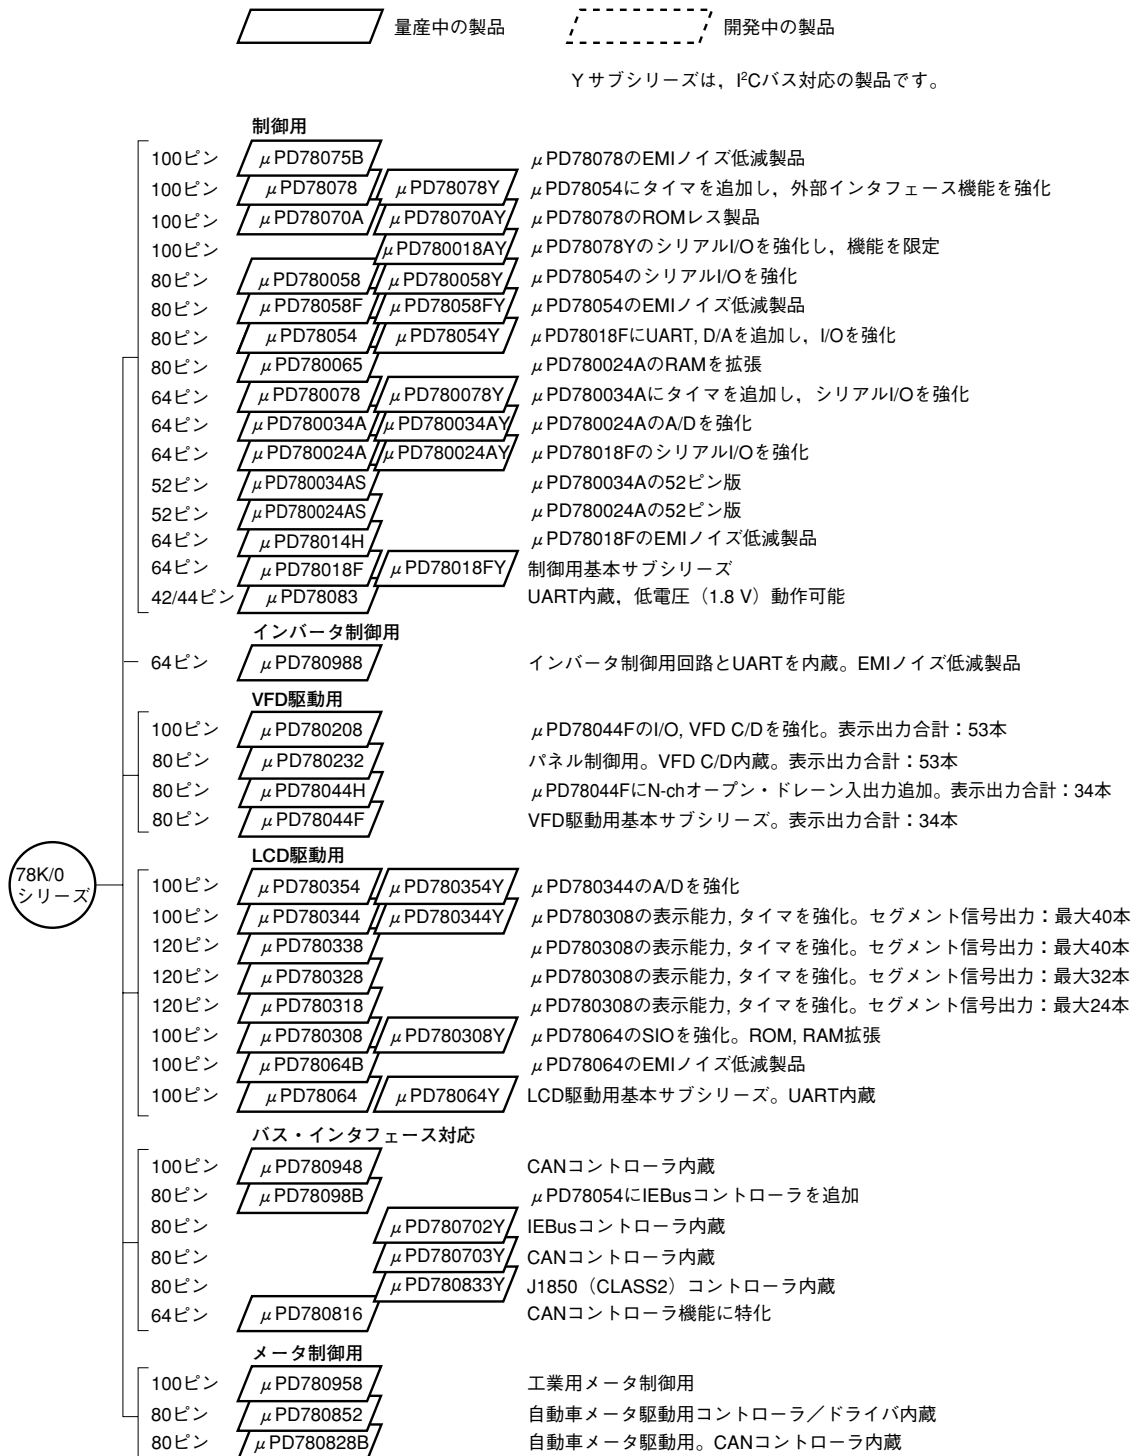 量産中の製品 開発中の製品
Yサブシリーズは，I²Cバス対応の製品です。
制御用
100ピン μPD78075B μPD78078のEMIノイズ低減製品
100ピン μPD78078 μPD78078Y μPD78054にタイマを追加し，外部インタフェース機能を強化
100ピン μPD78070A μPD78070AY μPD78078のROMレス製品
100ピン μPD780018AY μPD78078YのシリアルI/Oを強化し，機能を限定
80ピン μPD780058 μPD780058Y μPD78054のシリアルI/Oを強化
80ピン μPD78058F μPD78058FY μPD78054のEMIノイズ低減製品
80ピン μPD78054 μPD78054Y μPD78018FにUART, D/Aを追加し，I/Oを強化
80ピン μPD780065 μPD780024AのRAMを拡張
64ピン μPD780078 μPD780078Y μPD780034Aにタイマを追加し，シリアルI/Oを強化
64ピン μPD780034A μPD780034AY μPD780024AのA/Dを強化
64ピン μPD780024A μPD780024AY μPD78018FのシリアルI/Oを強化
52ピン μPD780034AS μPD780034Aの52ピン版
52ピン μPD780024AS μPD780024Aの52ピン版
64ピン μPD78014H μPD78018FのEMIノイズ低減製品
64ピン μPD78018F μPD78018FY 制御用基本サブシリーズ
42/44ピン μPD78083 UART内蔵，低電圧（1.8 V）動作可能
インバータ制御用
64ピン μPD780988 インバータ制御用回路とUARTを内蔵。EMIノイズ低減製品
VFD駆動用
100ピン μPD780208 μPD78044FのI/O, VFD C/Dを強化。表示出力合計：53本
80ピン μPD780232 パネル制御用。VFD C/D内蔵。表示出力合計：53本
80ピン μPD78044H μPD78044FにN-chオープン・ドレーン入出力追加。表示出力合計：34本
80ピン μPD78044F VFD駆動用基本サブシリーズ。表示出力合計：34本
78K/0
シリーズ
LCD駆動用
100ピン μPD780354 μPD780354Y μPD780344のA/Dを強化
100ピン μPD780344 μPD780344Y μPD780308の表示能力, タイマを強化。セグメント信号出力：最大40本
120ピン μPD780338 μPD780308の表示能力, タイマを強化。セグメント信号出力：最大40本
120ピン μPD780328 μPD780308の表示能力, タイマを強化。セグメント信号出力：最大32本
120ピン μPD780318 μPD780308の表示能力, タイマを強化。セグメント信号出力：最大24本
100ピン μPD780308 μPD780308Y μPD78064のSIOを強化。ROM, RAM拡張
100ピン μPD78064B μPD78064のEMIノイズ低減製品
100ピン μPD78064 μPD78064Y LCD駆動用基本サブシリーズ。UART内蔵
バス・インタフェース対応
100ピン μPD780948 CANコントローラ内蔵
80ピン μPD78098B μPD78054にIEBusコントローラを追加
80ピン μPD780702Y IEBusコントローラ内蔵
80ピン μPD780703Y CANコントローラ内蔵
80ピン μPD780833Y J1850（CLASS2）コントローラ内蔵
64ピン μPD780816 CANコントローラ機能に特化
メータ制御用
100ピン μPD780958 工業用メータ制御用
80ピン μPD780852 自動車メータ駆動用コントローラ／ドライバ内蔵
80ピン μPD780828B 自動車メータ駆動用。CANコントローラ内蔵